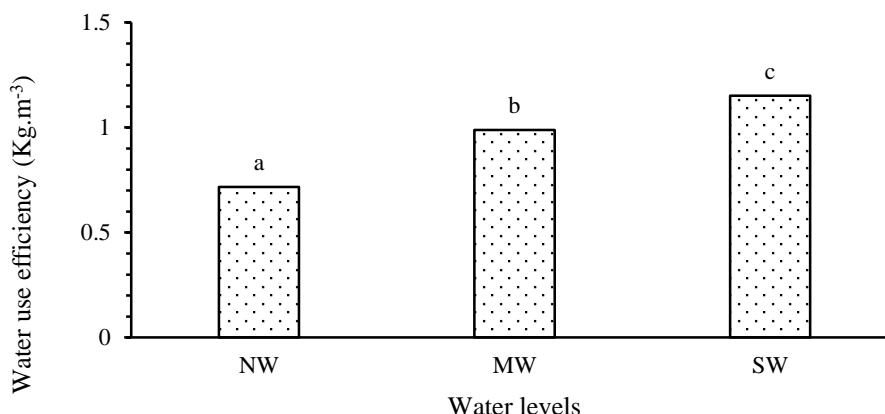 Water use efficiency (Kg.m⁻³)
1.5
1
0.5
0
a
b
c
NW
MW
SW
Water levels